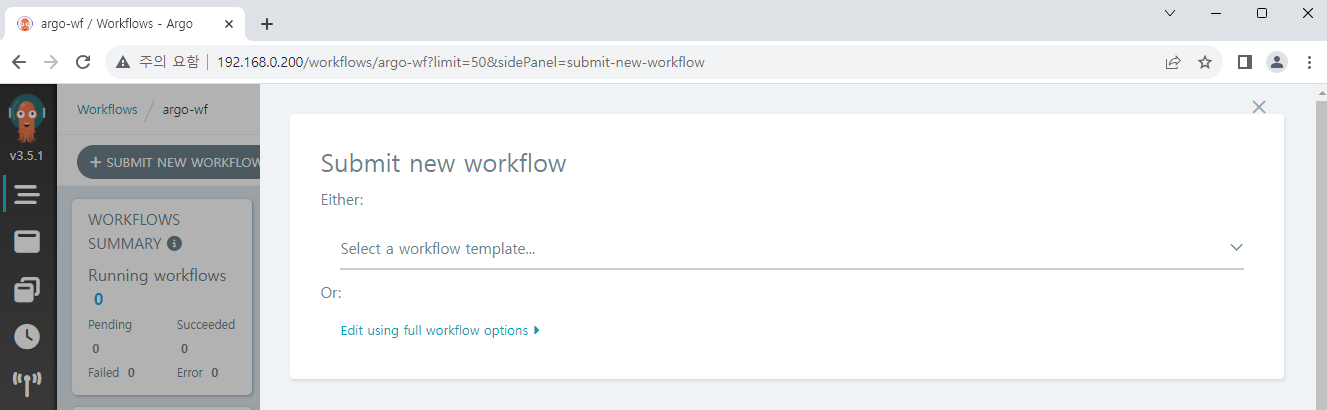 argo-wf / Workflows - Argo
주의 요함 192.168.0.200/workflows/argo-wf?limit=50&sidePanel=submit-new-workflow
v3.5.1
Workflows argo-wf
SUBMIT NEW WORKFLOW
WORKFLOWS
SUMMARY
Running workflows
0
Pending Succeeded
0 0
Failed 0 Error 0
Submit new workflow
Either:
Select a workflow template...
Or:
Edit using full workflow options